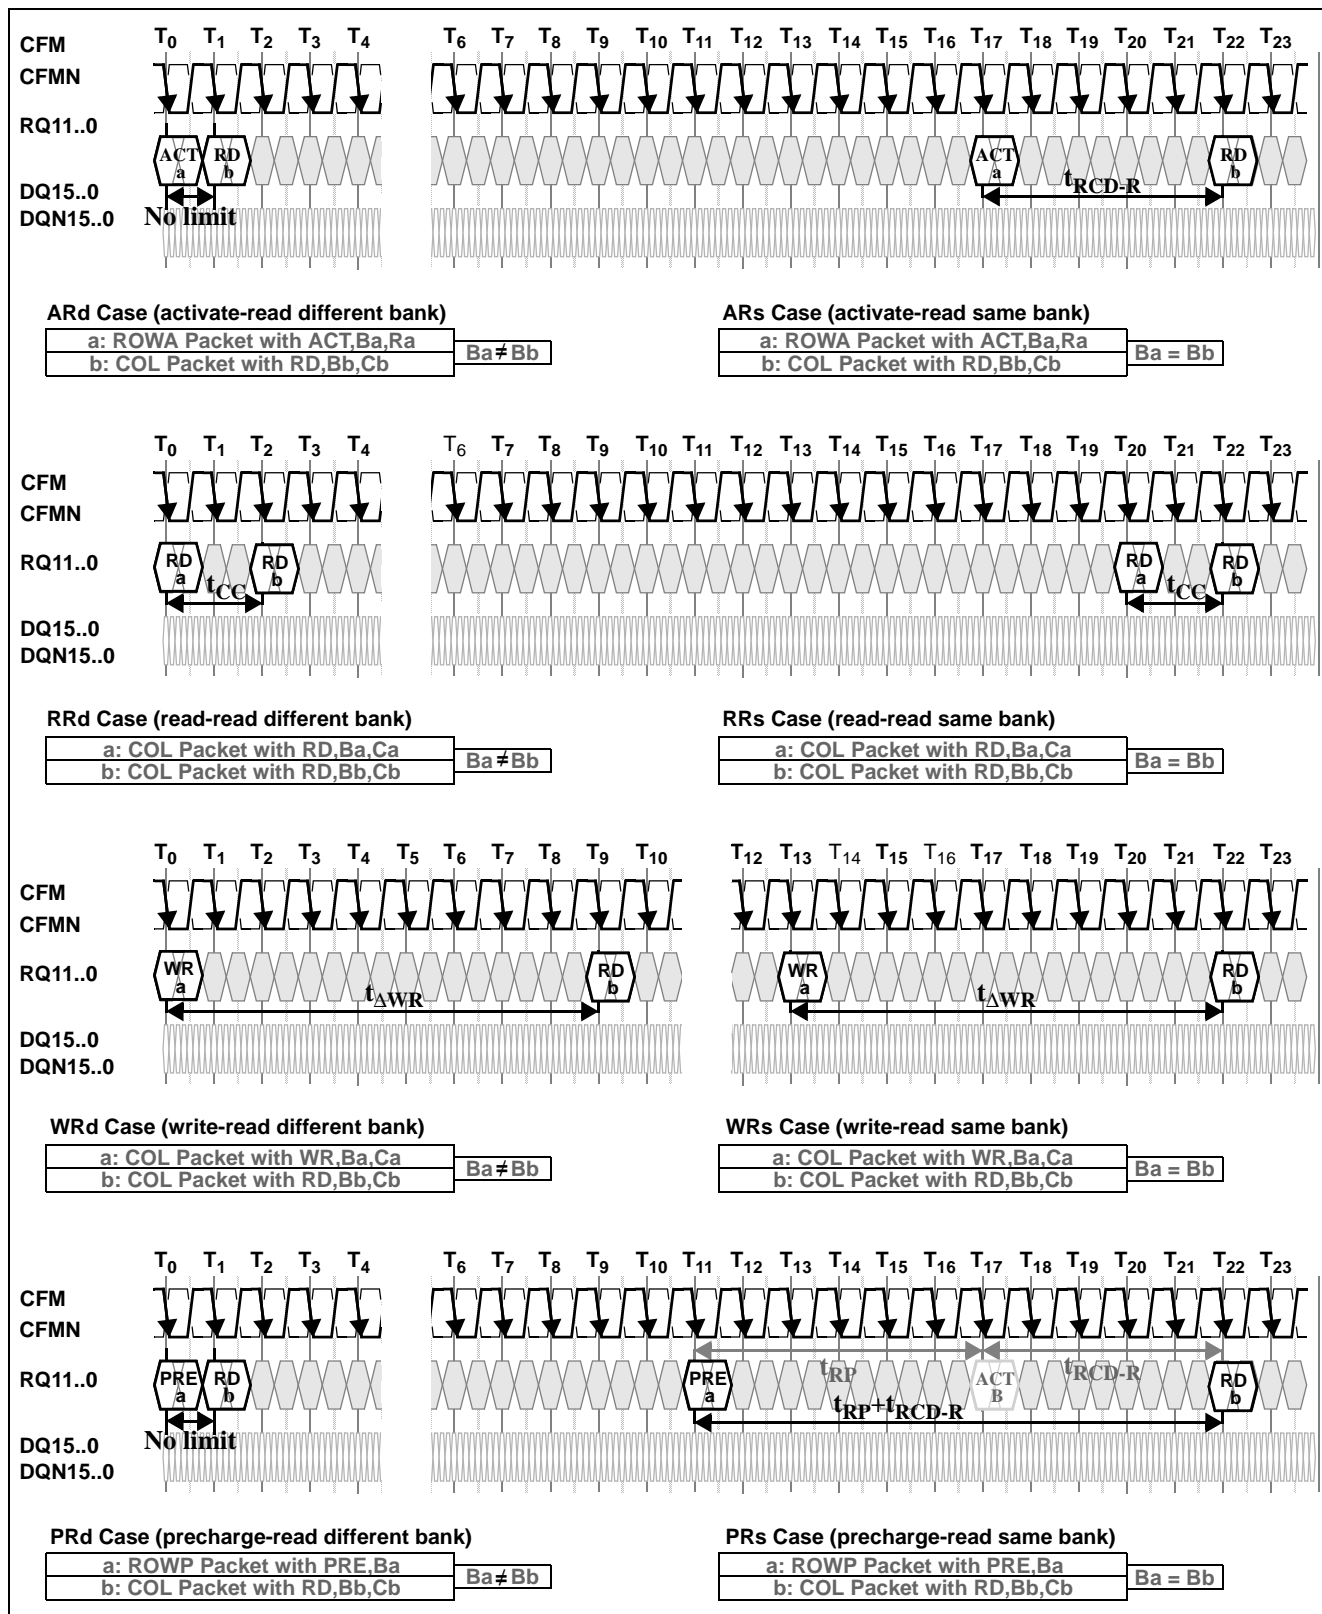 T0 T1 T2 T3 T4 T6 T7 T8 T9 T10 T11 T12 T13 T14 T15 T16 T17 T18 T19 T20 T21 T22 T23
CFM
CFMN
RQ11..0
ACT a RD b ACT a RD b
tRCD-R
DQ15..0
No limit
DQN15..0
ARd Case (activate-read different bank) ARs Case (activate-read same bank)
a: ROWA Packet with ACT,Ba,Ra a: ROWA Packet with ACT,Ba,Ra
Ba≠Bb Ba = Bb
b: COL Packet with RD,Bb,Cb b: COL Packet with RD,Bb,Cb
T0 T1 T2 T3 T4 T6 T7 T8 T9 T10 T11 T12 T13 T14 T15 T16 T17 T18 T19 T20 T21 T22 T23
CFM
CFMN
RQ11..0
RD a RD b RD a RD b
tCC tCC
DQ15..0
DQN15..0
RRd Case (read-read different bank) RRs Case (read-read same bank)
a: COL Packet with RD,Ba,Ca a: COL Packet with RD,Ba,Ca
Ba≠Bb Ba = Bb
b: COL Packet with RD,Bb,Cb b: COL Packet with RD,Bb,Cb
T0 T1 T2 T3 T4 T5 T6 T7 T8 T9 T10 T12 T13 T14 T15 T16 T17 T18 T19 T20 T21 T22 T23
CFM
CFMN
RQ11..0
WR a RD b WR a RD b
tΔWR tΔWR
DQ15..0
DQN15..0
WRd Case (write-read different bank) WRs Case (write-read same bank)
a: COL Packet with WR,Ba,Ca a: COL Packet with WR,Ba,Ca
Ba≠Bb Ba = Bb
b: COL Packet with RD,Bb,Cb b: COL Packet with RD,Bb,Cb
T0 T1 T2 T3 T4 T6 T7 T8 T9 T10 T11 T12 T13 T14 T15 T16 T17 T18 T19 T20 T21 T22 T23
CFM
CFMN
tRP tRCD-R
RQ11..0
PRE a RD b PRE a ACT B RD b
tRP+tRCD-R
No limit
DQ15..0
DQN15..0
PRd Case (precharge-read different bank) PRs Case (precharge-read same bank)
a: ROWP Packet with PRE,Ba a: ROWP Packet with PRE,Ba
Ba≠Bb Ba = Bb
b: COL Packet with RD,Bb,Cb b: COL Packet with RD,Bb,Cb